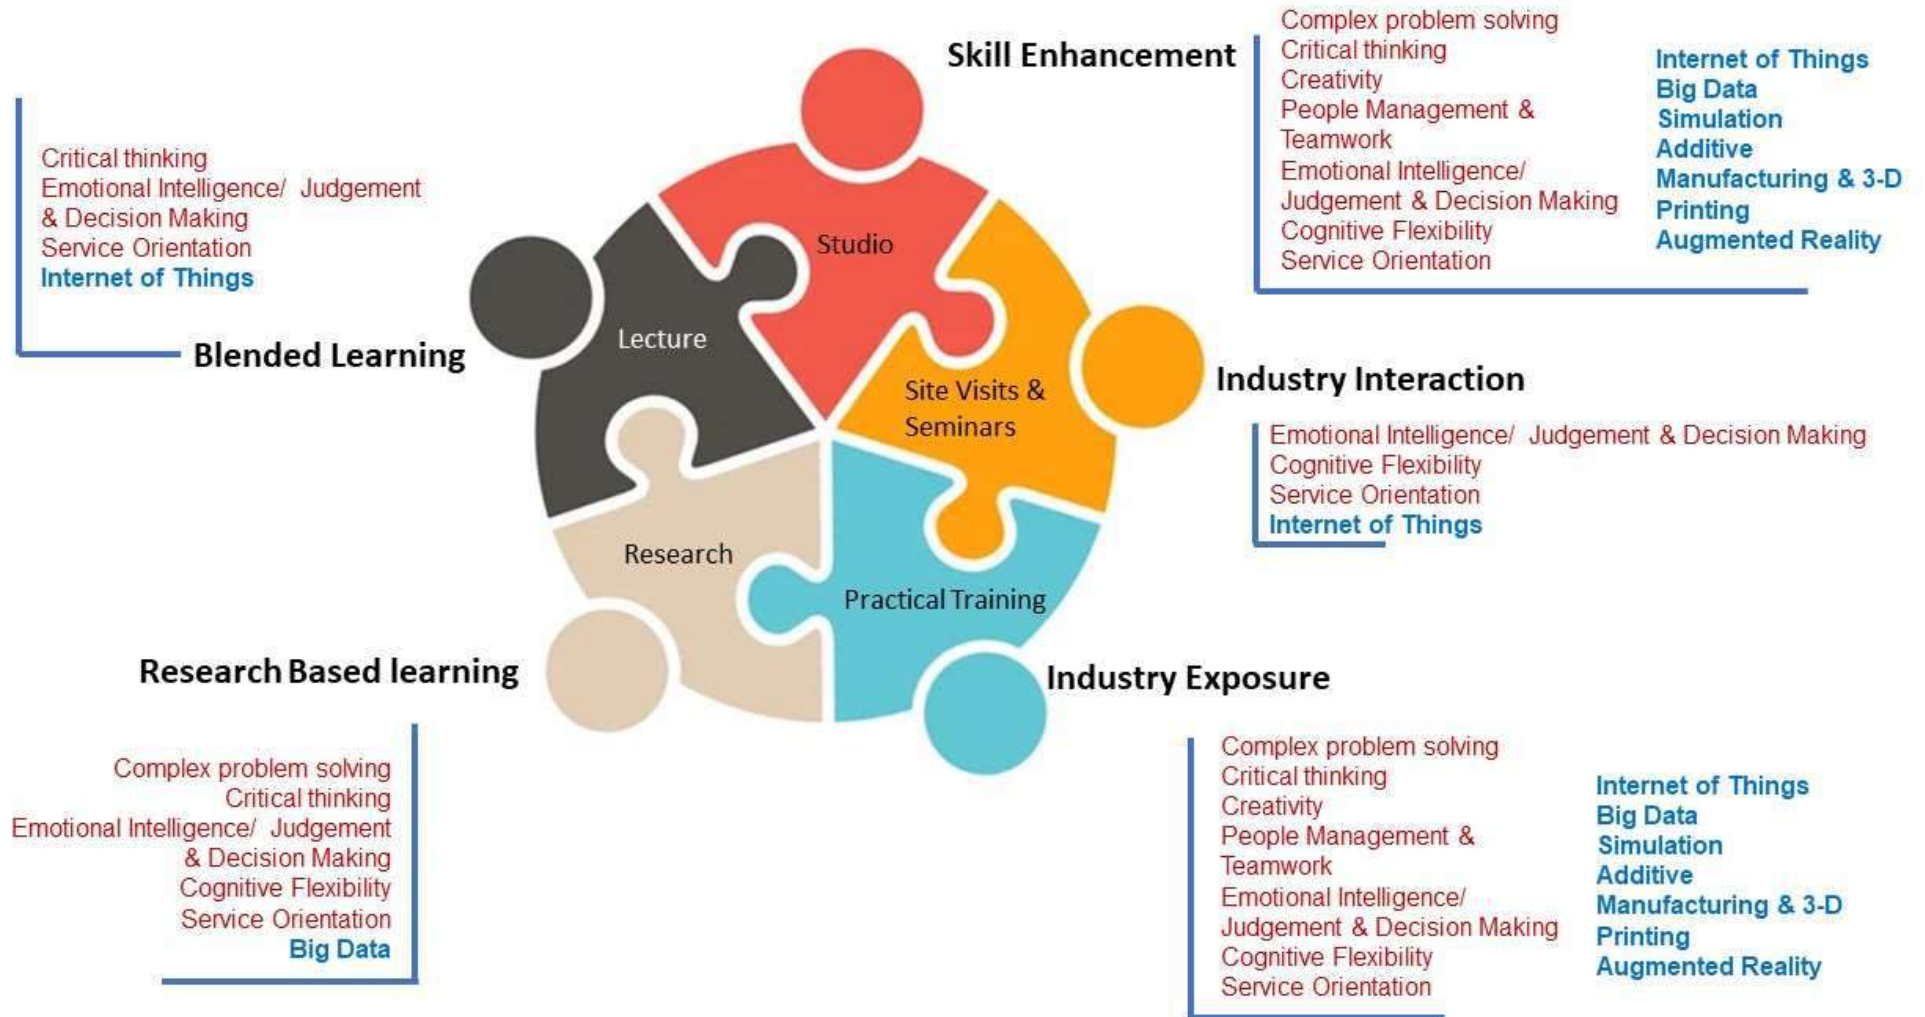 Skill Enhancement
Complex problem solving
Critical thinking
Creativity
People Management &
Teamwork
Emotional Intelligence/
Judgement & Decision Making
Cognitive Flexibility
Service Orientation
Internet of Things
Big Data
Simulation
Additive
Manufacturing & 3-D
Printing
Augmented Reality
Critical thinking
Emotional Intelligence/ Judgement
& Decision Making
Service Orientation
Internet of Things
Blended Learning
Studio
Lecture
Site Visits &
Seminars
Research
Practical Training
Industry Interaction
Emotional Intelligence/ Judgement & Decision Making
Cognitive Flexibility
Service Orientation
Internet of Things
Research Based learning
Complex problem solving
Critical thinking
Emotional Intelligence/ Judgement
& Decision Making
Cognitive Flexibility
Service Orientation
Big Data
Industry Exposure
Complex problem solving
Critical thinking
Creativity
People Management &
Teamwork
Emotional Intelligence/
Judgement & Decision Making
Cognitive Flexibility
Service Orientation
Internet of Things
Big Data
Simulation
Additive
Manufacturing & 3-D
Printing
Augmented Reality